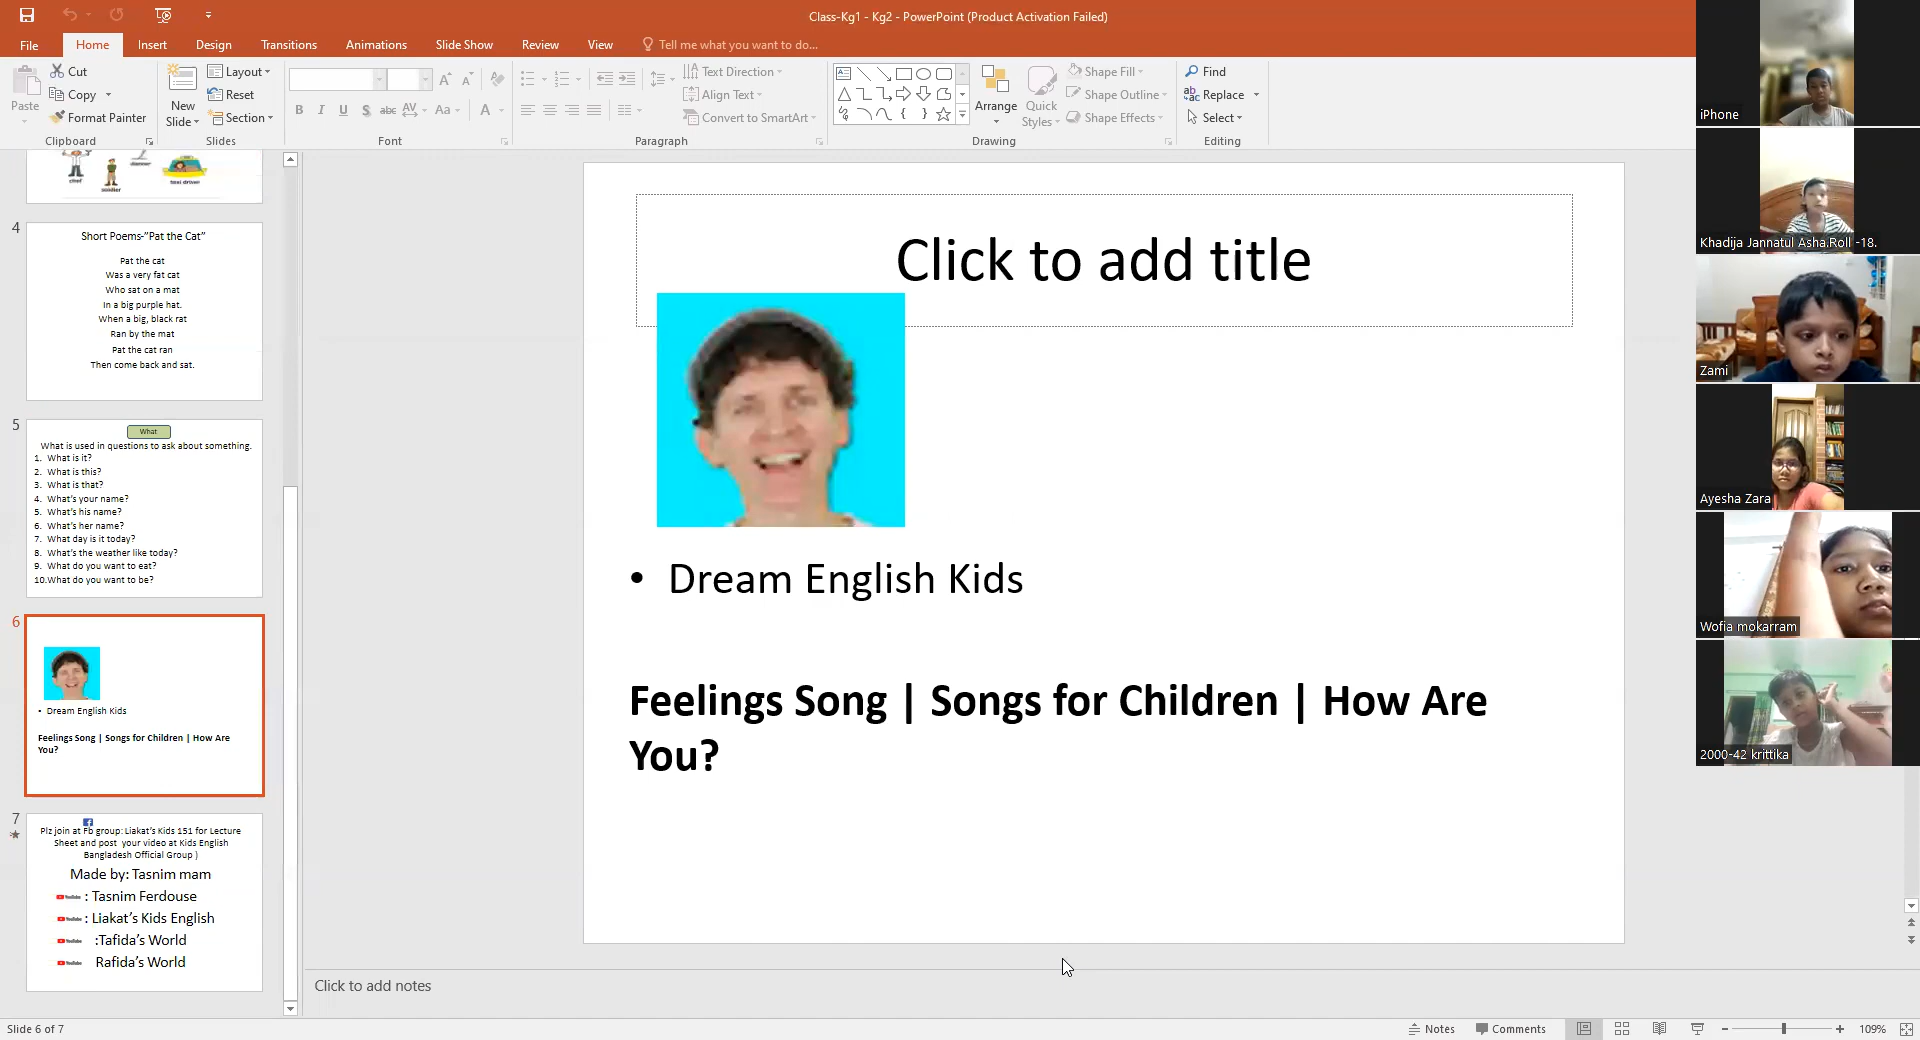 Class-Kg1 - Kg2 - PowerPoint (Product Activation Failed)
File Home Insert Design Transitions Animations Slide Show Review View Tell me what you want to do...
Paste
Cut
Copy
Format Painter
Clipboard
New Slide
Layout
Reset
Section
Slides
B I U S abc AV Aa A
Font
Text Direction
Align Text
Convert to SmartArt
Paragraph
Arrange
Quick Styles
Shape Fill
Shape Outline
Shape Effects
Drawing
Find
Replace
Select
Editing
chef
soldier
taxi driver
4
Short Poems-”Pat the Cat”
Pat the cat
Was a very fat cat
Who sat on a mat
In a big purple hat.
When a big, black rat
Ran by the mat
Pat the cat ran
Then come back and sat.
5
What
What is used in questions to ask about something.
1. What is it?
2. What is this?
3. What is that?
4. What’s your name?
5. What’s his name?
6. What’s her name?
7. What day is it today?
8. What’s the weather like today?
9. What do you want to eat?
10.What do you want to be?
6
• Dream English Kids
Feelings Song | Songs for Children | How Are
You?
7
Plz join at Fb group: Liakat’s Kids 151 for Lecture
Sheet and post your video at Kids English
Bangladesh Official Group )
Made by: Tasnim mam
YouTube : Tasnim Ferdouse
YouTube : Liakat’s Kids English
YouTube :Tafida’s World
YouTube Rafida’s World
Click to add title
• Dream English Kids
Feelings Song | Songs for Children | How Are
You?
Click to add notes
Slide 6 of 7
Notes Comments 109%
iPhone
Khadija Jannatul Asha.Roll -18.
Zami
Ayesha Zara
Wofia mokarram
2000-42 krittika